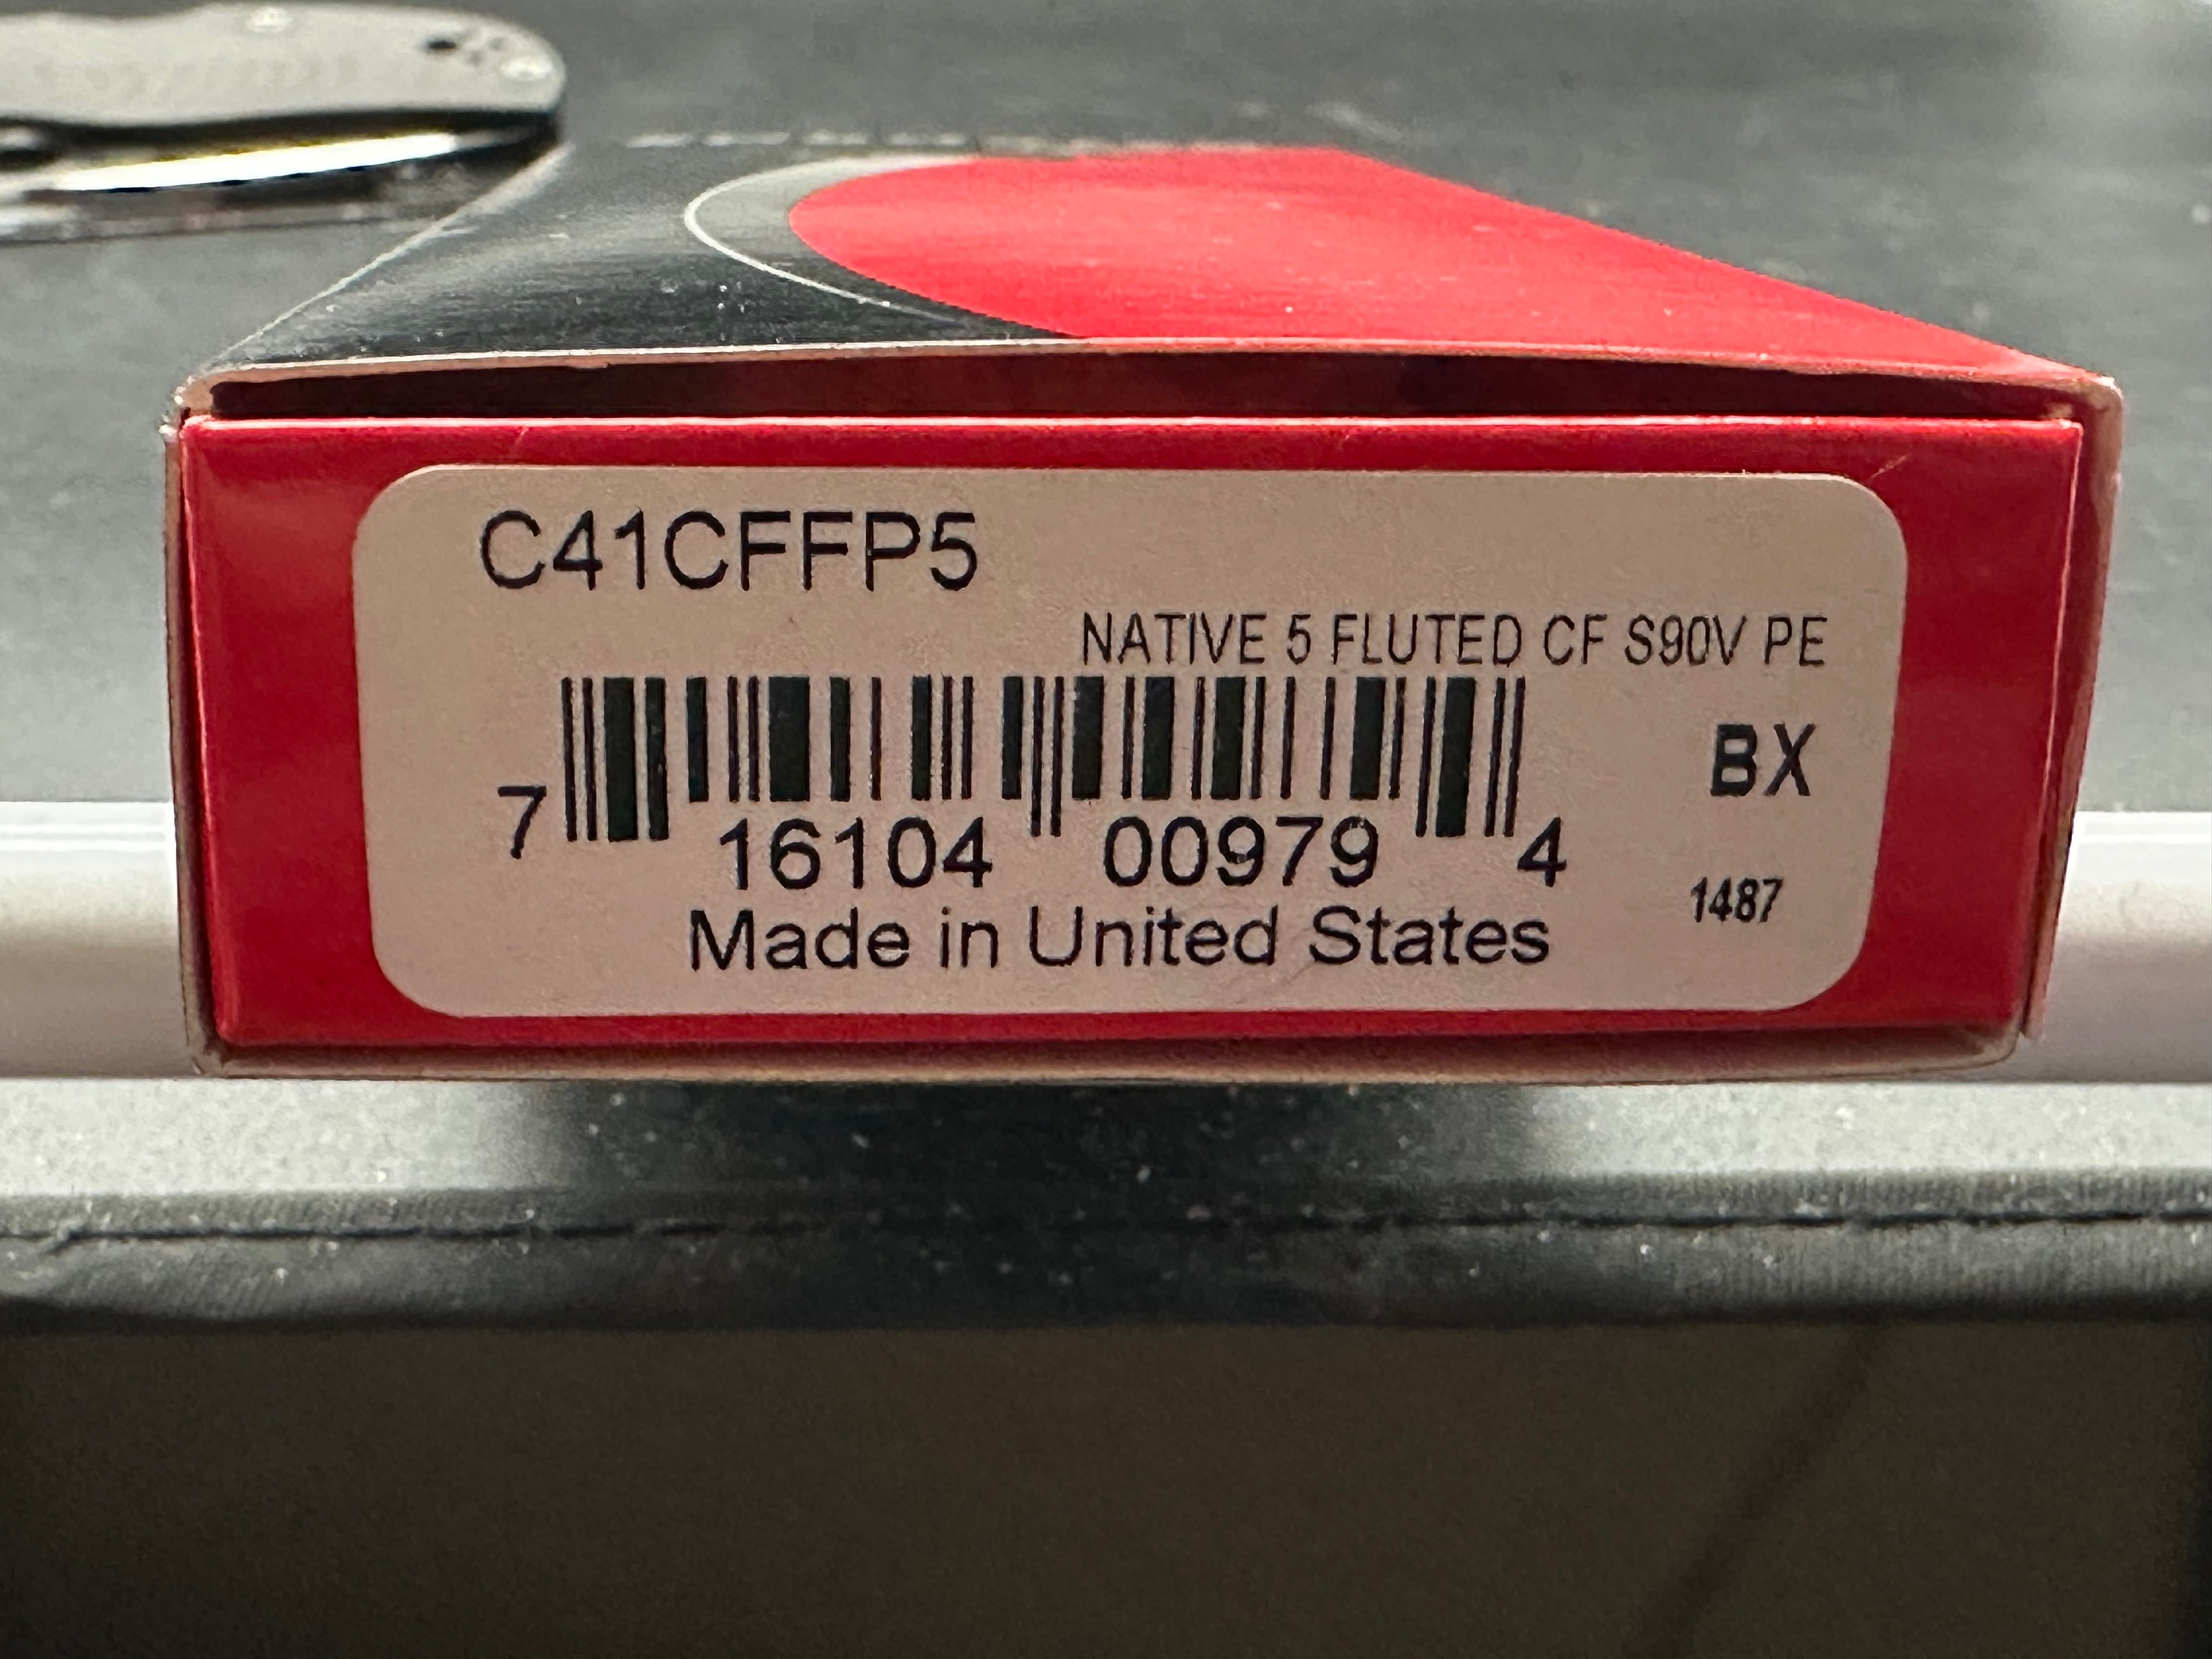 C41CFFP5
NATIVE 5 FLUTED CF S90V PE
BX
7 16104 00979 4
1487
Made in United States